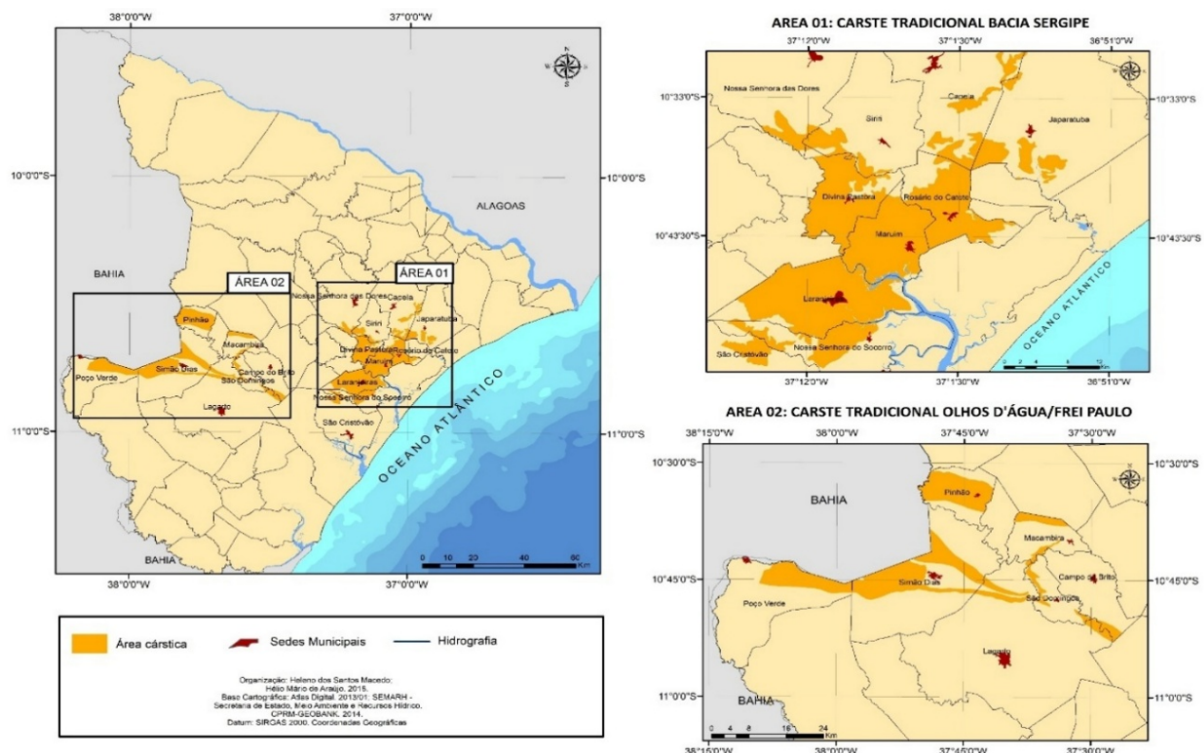 38°0'0"W
37°0'0"W
N
S
10°0'0"S
10°0'0"S
ALAGOAS
BAHIA
ÁREA 02
ÁREA 01
Nossa Senhora das Dores
Capela
Siriri
Japaratuba
Divina Pastora
Rosário do Catete
Maruim
Laranjeiras
Nossa Senhora do Socorro
São Cristóvão
Pinhão
Macambira
Poço Verde
Simão Dias
Campo do Brito
São Domingos
Lagado
11°0'0"S
11°0'0"S
OCEANO ATLÂNTICO
BAHIA
0 10 20 40 60
Km
38°0'0"W
37°0'0"W
Área cárstica
Sedes Municipais
Hidrografia
Organização: Heleno dos Santos Macedo;
Hélio Mário de Araújo, 2015.
Base Cartográfica: Atlas Digital, 2013/01; SEMARH -
Secretaria de Estado, Meio Ambiente e Recursos Hídrico.
CPRM-GEOBANK, 2014.
Datum: SIRGAS 2000. Coordenadas Geográficas
AREA 01: CARSTE TRADICIONAL BACIA SERGIPE
37°12'0"W
37°1'30"W
36°51'0"W
Nossa Senhora das Dores
Capela
10°33'0"S
10°33'0"S
Siriri
Japaratuba
Divina Pastora
Rosário do Catete
Maruim
10°43'30"S
10°43'30"S
Laranjeiras
São Cristóvão
Nossa Senhora do Socorro
OCEANO ATLÂNTICO
37°12'0"W
37°1'30"W
36°51'0"W
AREA 02: CARSTE TRADICIONAL OLHOS D'ÁGUA/FREI PAULO
38°15'0"W
38°0'0"W
37°45'0"W
37°30'0"W
10°30'0"S
10°30'0"S
BAHIA
Pinhão
Macambira
10°45'0"S
10°45'0"S
Simão Dias
Campo do Brito
Poço Verde
São Domingos
Lagado
11°0'0"S
11°0'0"S
BAHIA
0 4 8 16 24
Km
38°15'0"W
38°0'0"W
37°45'0"W
37°30'0"W